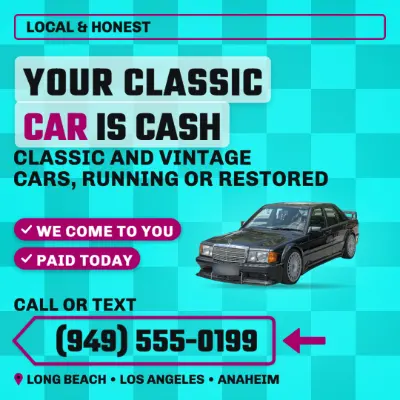 LOCAL & HONEST
YOUR CLASSIC
CAR IS CASH
CLASSIC AND VINTAGE
CARS, RUNNING OR RESTORED
WE COME TO YOU
PAID TODAY
CALL OR TEXT
(949) 555-0199
LONG BEACH • LOS ANGELES • ANAHEIM